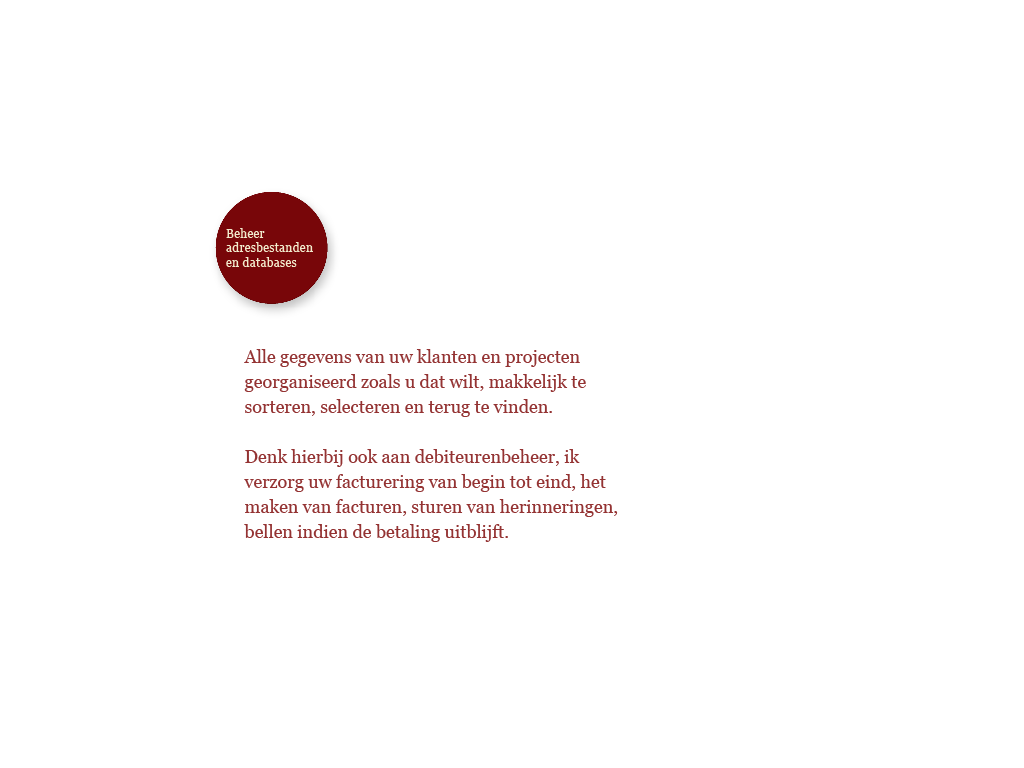 Beheer
adresbestanden
en databases
Alle gegevens van uw klanten en projecten
georganiseerd zoals u dat wilt, makkelijk te
sorteren, selecteren en terug te vinden.
Denk hierbij ook aan debiteurenbeheer, ik
verzorg uw facturering van begin tot eind, het
maken van facturen, sturen van herinneringen,
bellen indien de betaling uitblijft.